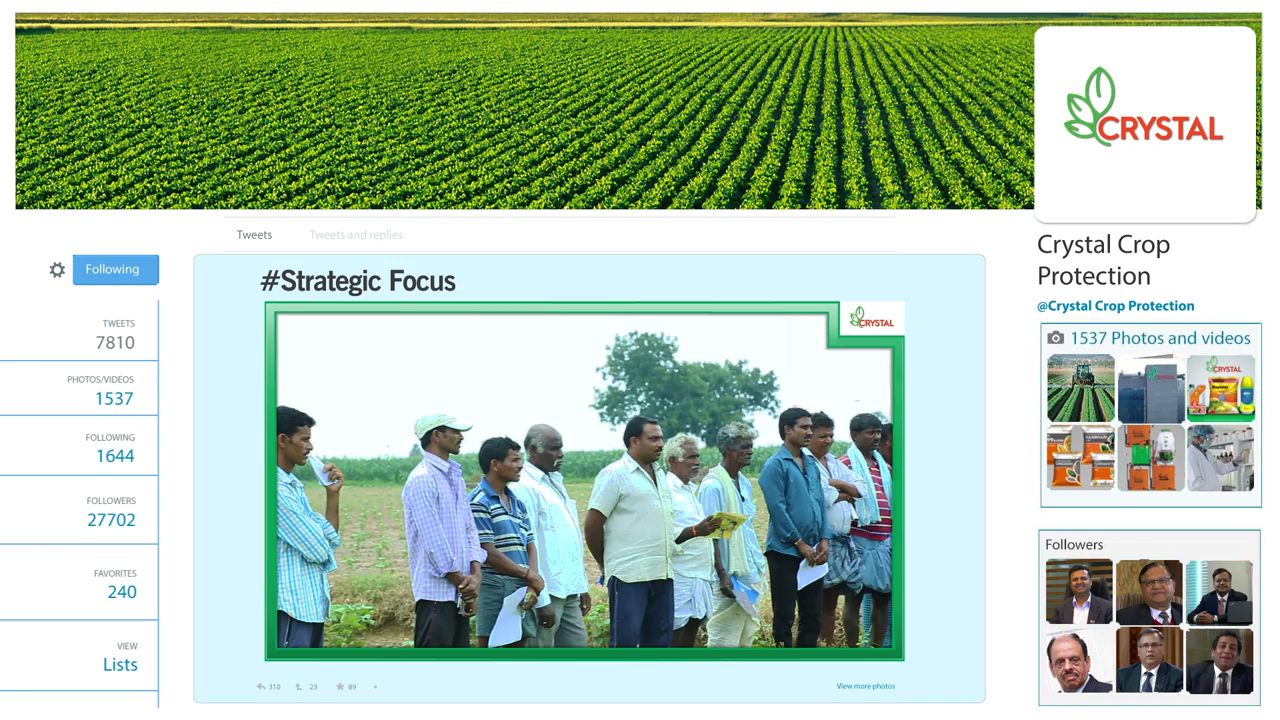 CRYSTAL
Tweets
Tweets and replies
Crystal Crop
Protection
@Crystal Crop Protection
Following
TWEETS
7810
PHOTOS/VIDEOS
1537
FOLLOWING
1644
FOLLOWERS
27702
FAVORITES
240
VIEW
Lists
#Strategic Focus
CRYSTAL
310
23
89
View more photos
1537 Photos and videos
CRYSTAL
CRYSTAL
Followers